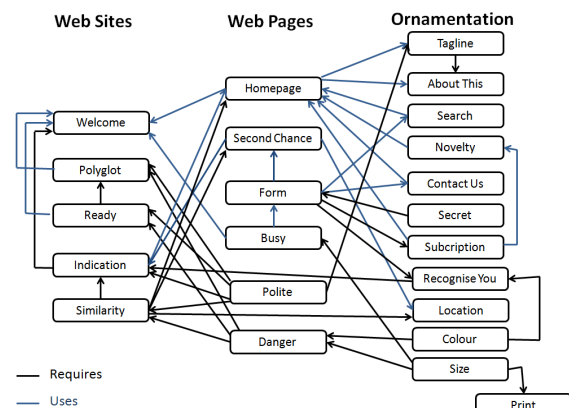 Web Sites
Web Pages
Ornamentation
Tagline
About This
Homepage
Search
Welcome
Second Chance
Novelty
Polyglot
Form
Contact Us
Ready
Secret
Busy
Subcription
Indication
Recognise You
Polite
Similarity
Location
Danger
Colour
Size
Requires
Uses
Print